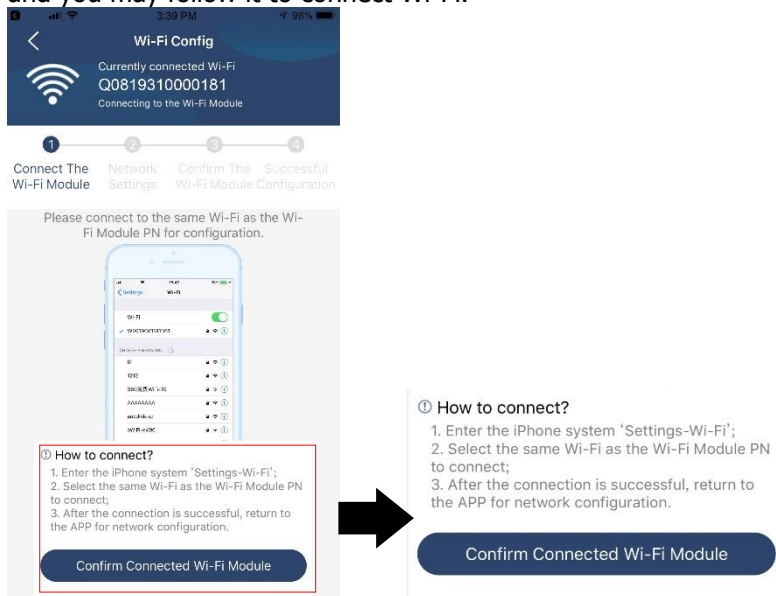 and you may follow it to connect Wi-Fi.
3:39 PM
98%
Wi-Fi Config
Currently connected Wi-Fi
Q0819310000181
Connecting to the Wi-Fi Module
1
2
3
4
Connect The
Wi-Fi Module
Network
Settings
Confirm The
Wi-Fi Module
Successful
Configuration
Please connect to the same Wi-Fi as the Wi-
Fi Module PN for configuration.
Settings
Wi-Fi
Wi-Fi
① How to connect?
1. Enter the iPhone system ‘Settings-Wi-Fi’;
2. Select the same Wi-Fi as the Wi-Fi Module PN
to connect;
3. After the connection is successful, return to
the APP for network configuration.
Confirm Connected Wi-Fi Module
① How to connect?
1. Enter the iPhone system ‘Settings-Wi-Fi’;
2. Select the same Wi-Fi as the Wi-Fi Module PN
to connect;
3. After the connection is successful, return to
the APP for network configuration.
Confirm Connected Wi-Fi Module